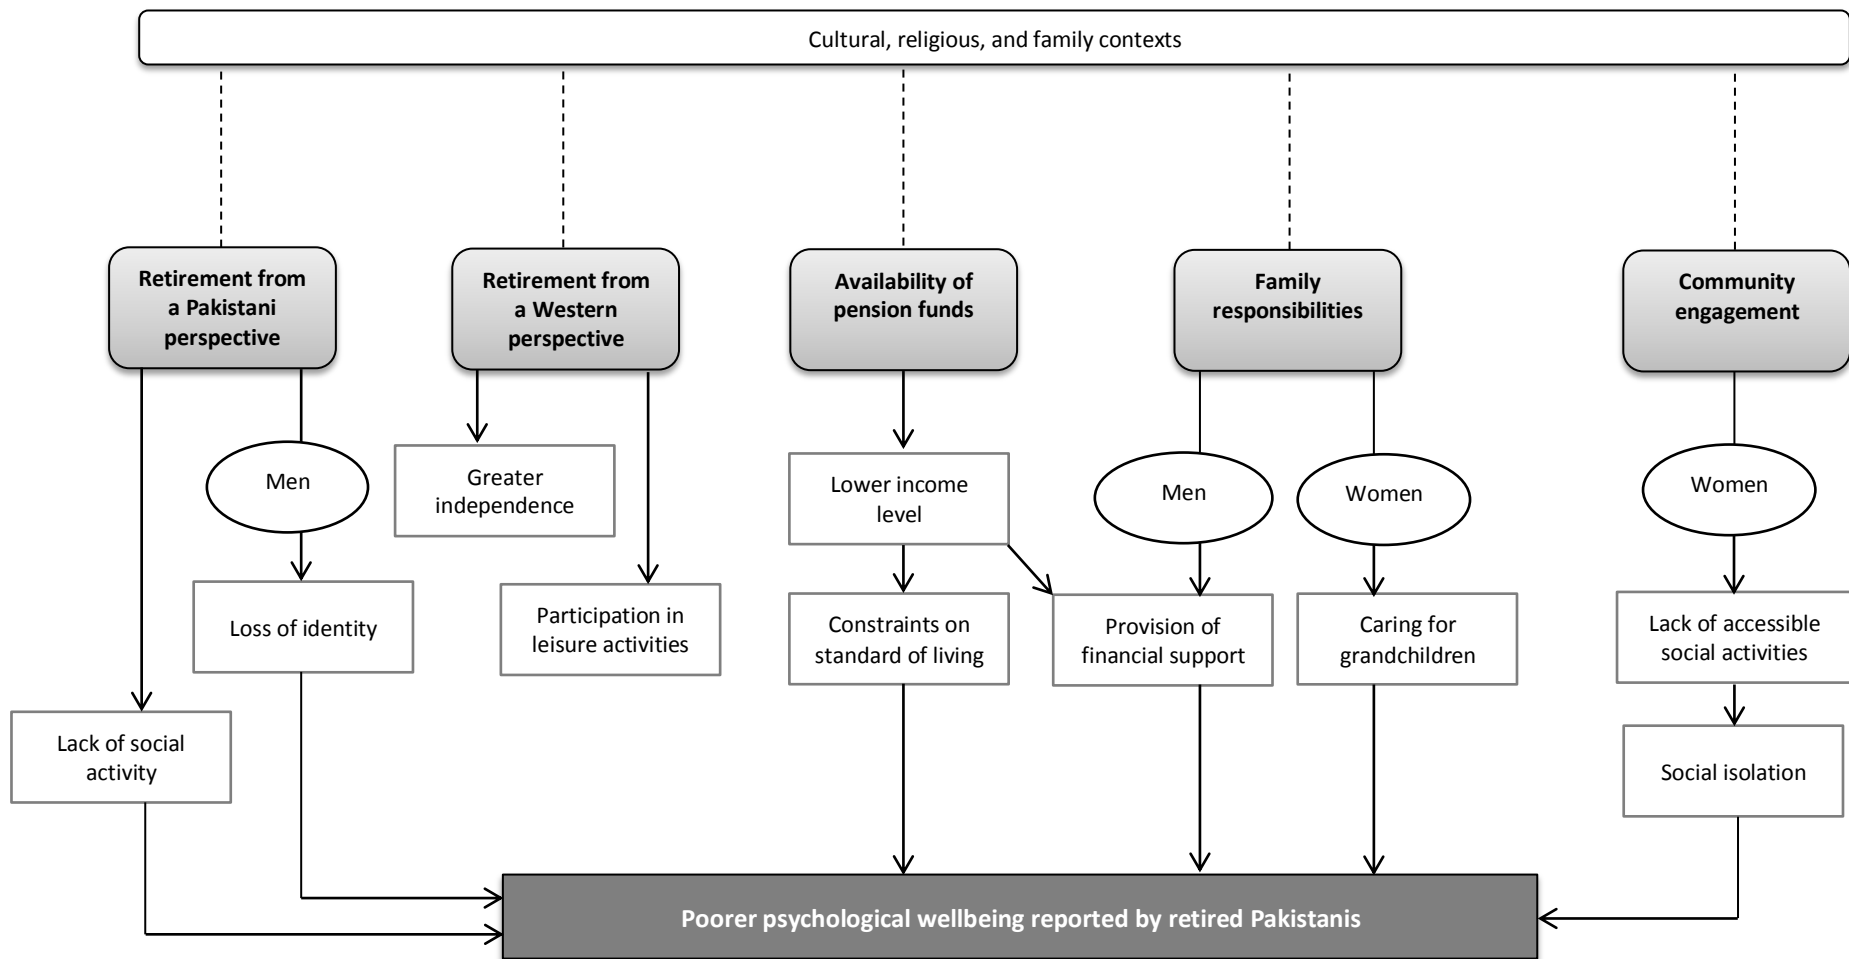 Cultural, religious, and family contexts
Retirement from
a Pakistani
perspective
Retirement from
a Western
perspective
Availability of
pension funds
Family
responsibilities
Community
engagement
Men
Greater
independence
Lower income
level
Men
Women
Women
Loss of identity
Participation in
leisure activities
Constraints on
standard of living
Provision of
financial support
Caring for
grandchildren
Lack of accessible
social activities
Lack of social
activity
Social isolation
Poorer psychological wellbeing reported by retired Pakistanis